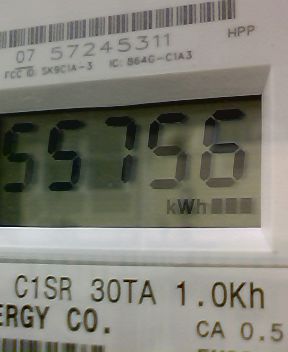 HPP
07 57245311
FCC ID: SK9C1A-3 IC: 864G-C1A3
55756
kWh
C1SR 30TA 1.0Kh
ERGY CO.
CA 0.5